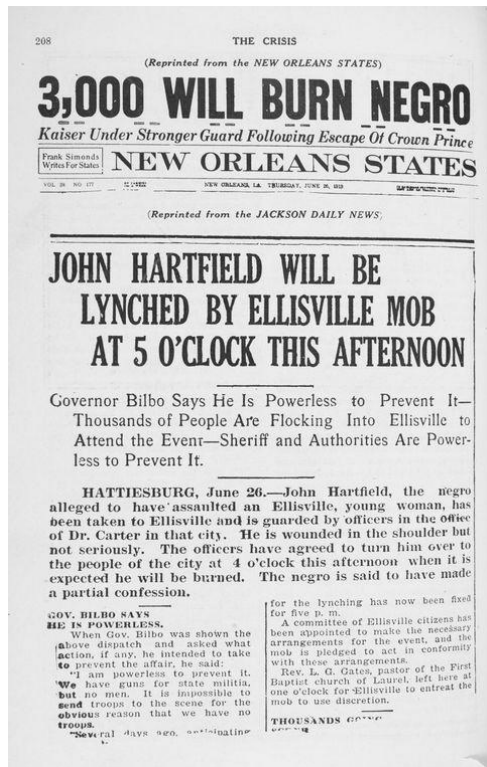 208
THE CRISIS
(Reprinted from the NEW ORLEANS STATES)
3,000 WILL BURN NEGRO
Kaiser Under Stronger Guard Following Escape Of Crown Prince
Frank Simonds
Writes For States
NEW ORLEANS STATES
NEW ORLEANS, LA. THURSDAY, JUNE 26, 1919
(Reprinted from the JACKSON DAILY NEWS)
JOHN HARTFIELD WILL BE
LYNCHED BY ELLISVILLE MOB
AT 5 O'CLOCK THIS AFTERNOON
Governor Bilbo Says He Is Powerless to Prevent It—
Thousands of People Are Flocking Into Ellisville to
Attend the Event—Sheriff and Authorities Are Power-
less to Prevent It.
HATTIESBURG, June 26.—John Hartfield, the negro
alleged to have assaulted an Ellisville, young woman, has
been taken to Ellisville and is guarded by officers in the office
of Dr. Carter in that city. He is wounded in the shoulder but
not seriously. The officers have agreed to turn him over to
the people of the city at 4 o'clock this afternoon when it is
expected he will be burned. The negro is said to have made
a partial confession.
GOV. BILBO SAYS
HE IS POWERLESS.
When Gov. Bilbo was shown the
above dispatch and asked what
action, if any, he intended to take
to prevent the affair, he said:
"I am powerless to prevent it.
We have guns for state militia,
but no men. It is impossible to
send troops to the scene for the
obvious reason that we have no
troops.
"Several days ago, anticipating
for the lynching has now been fixed
for five p. m.
A committee of Ellisville citizens has
been appointed to make the necessary
arrangements for the event, and the
mob is pledged to act in conformity
with these arrangements.
Rev. L. G. Gates, pastor of the First
Baptist church of Laurel, left here at
one o'clock for Ellisville to entreat the
mob to use discretion.
THOUSANDS GOING